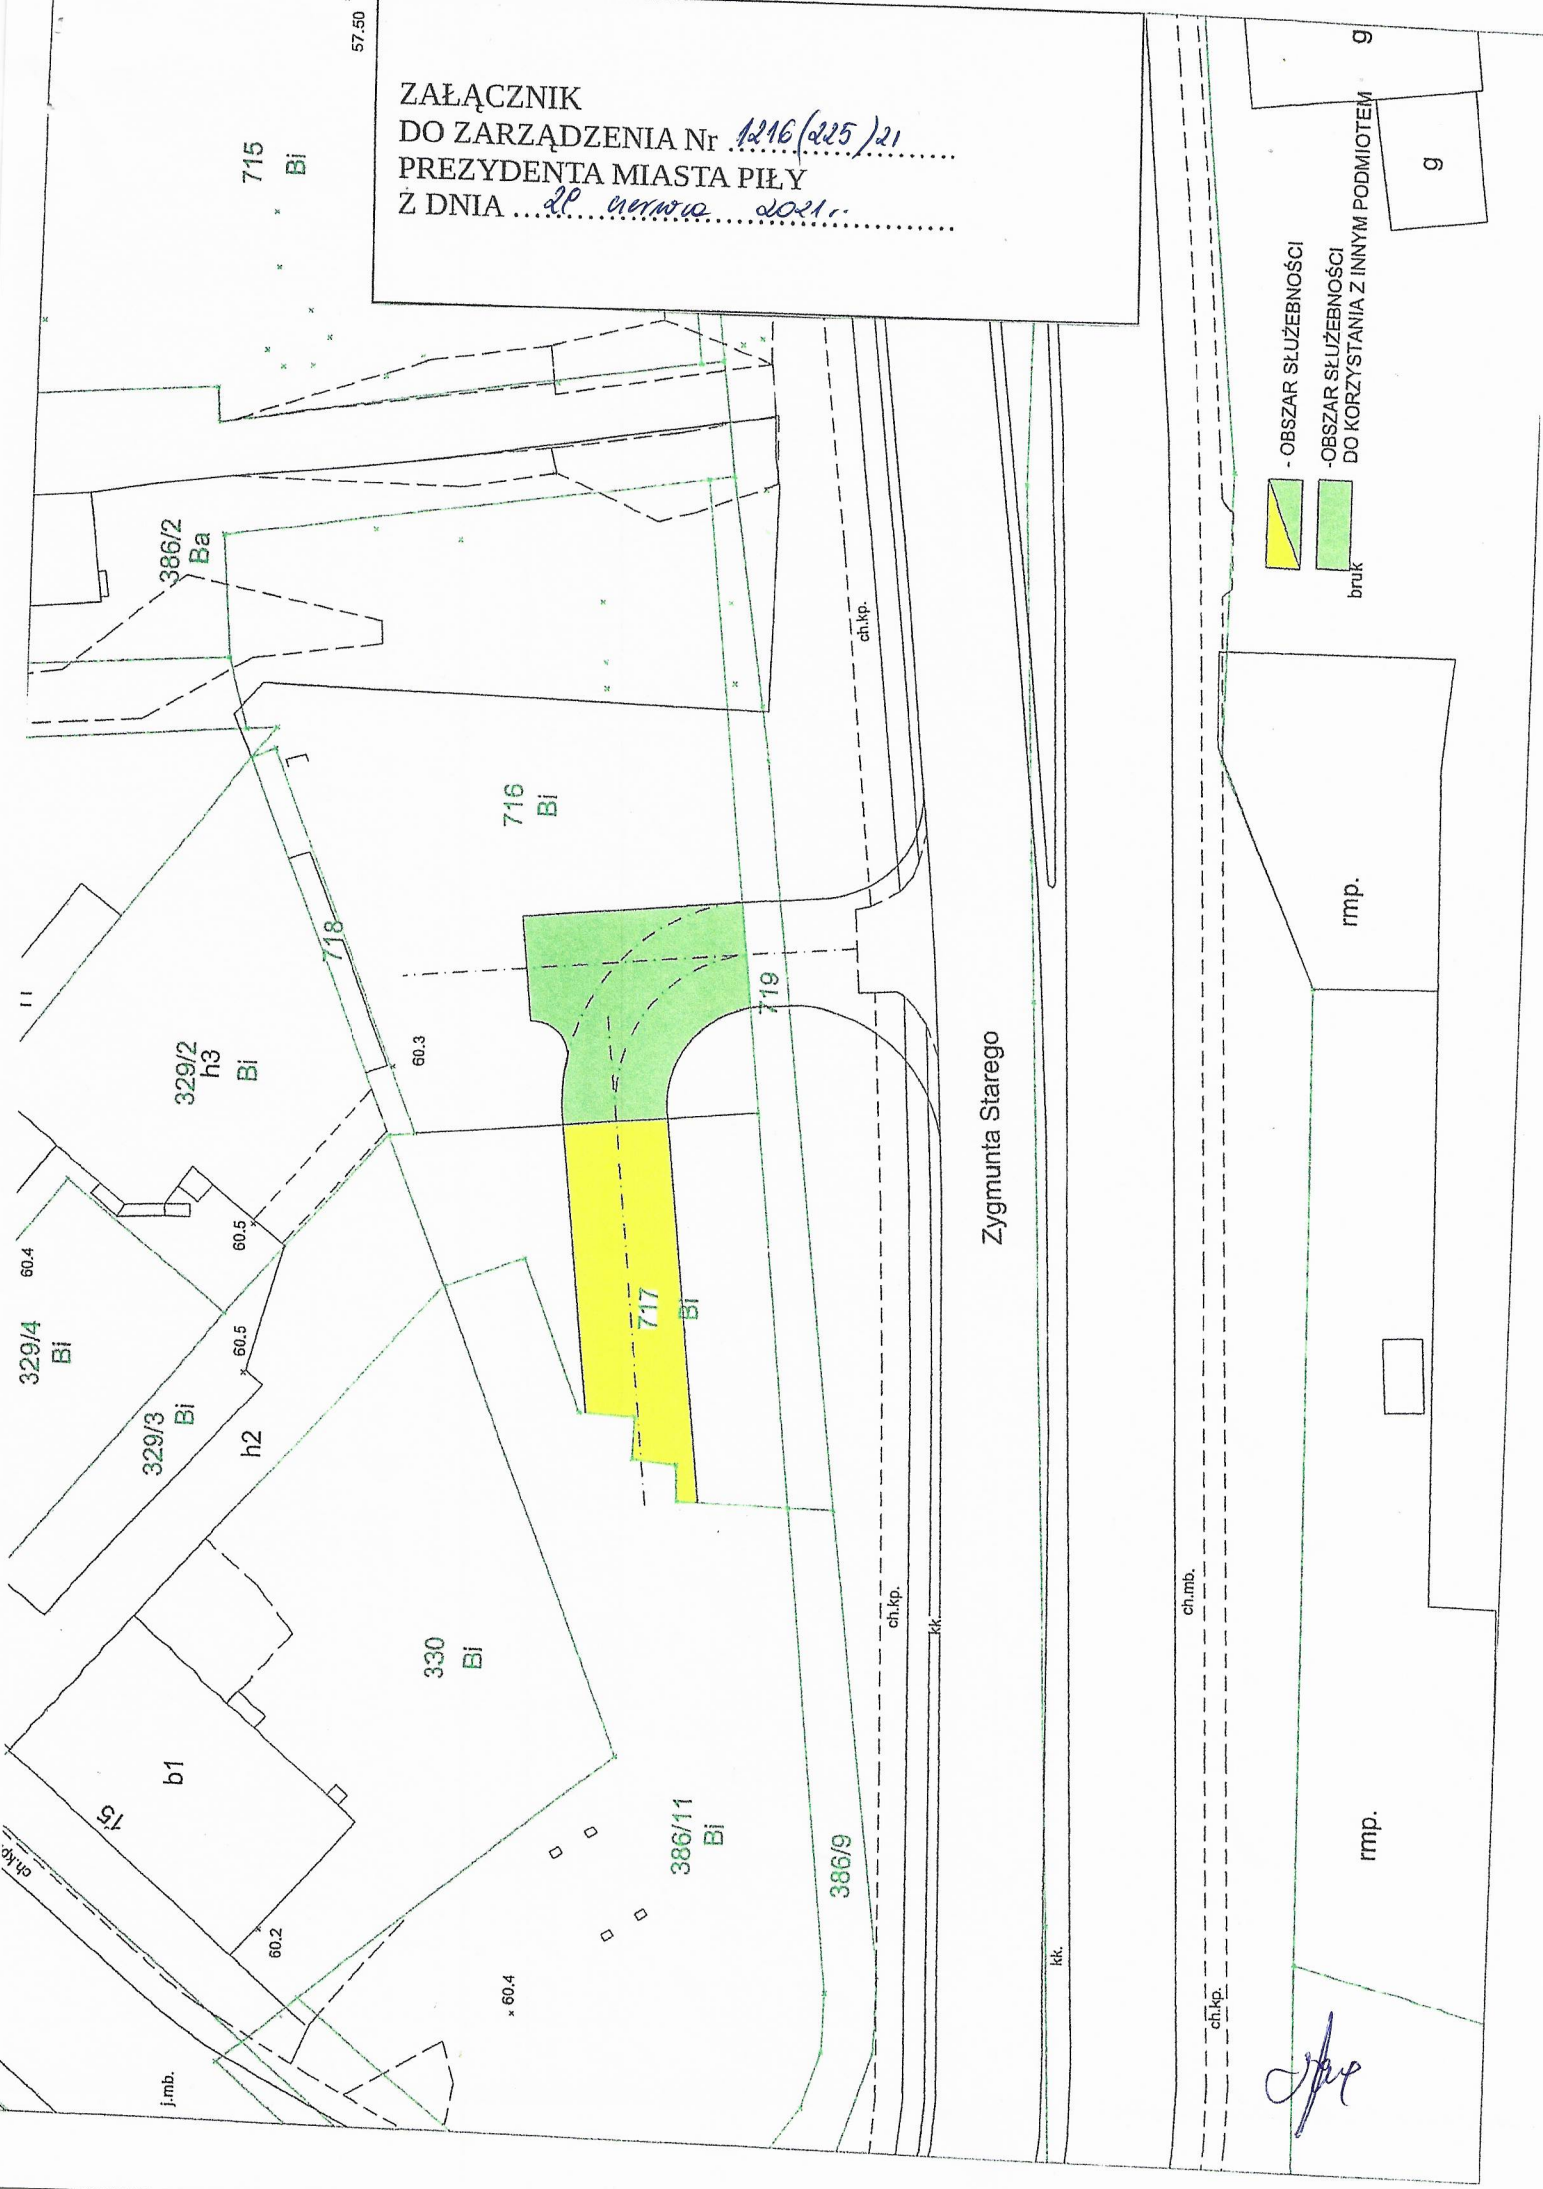 57.50
ZAŁĄCZNIK
DO ZARZĄDZENIA Nr 1216(225)21
PREZYDENTA MIASTA PIŁY
Z DNIA czerwca 2021r.
715
Bi
386/2
Ba
716
Bi
718
719
717
Bi
329/2
h3
Bi
60.3
60.4
60.5
60.5
329/4
Bi
329/3
Bi
h2
330
Bi
b1
15
ch.kp.
60.2
60.4
j.mb.
386/11
Bi
386/9
ch.kp.
ch.kp.
kk.
Zygmunta Starego
kk.
ch.mb.
ch.kp.
rmp.
rmp.
g
g
- OBSZAR SŁUŻEBNOŚCI
-OBSZAR SŁUŻEBNOŚCI
DO KORZYSTANIA Z INNYM PODMIOTEM
bruk